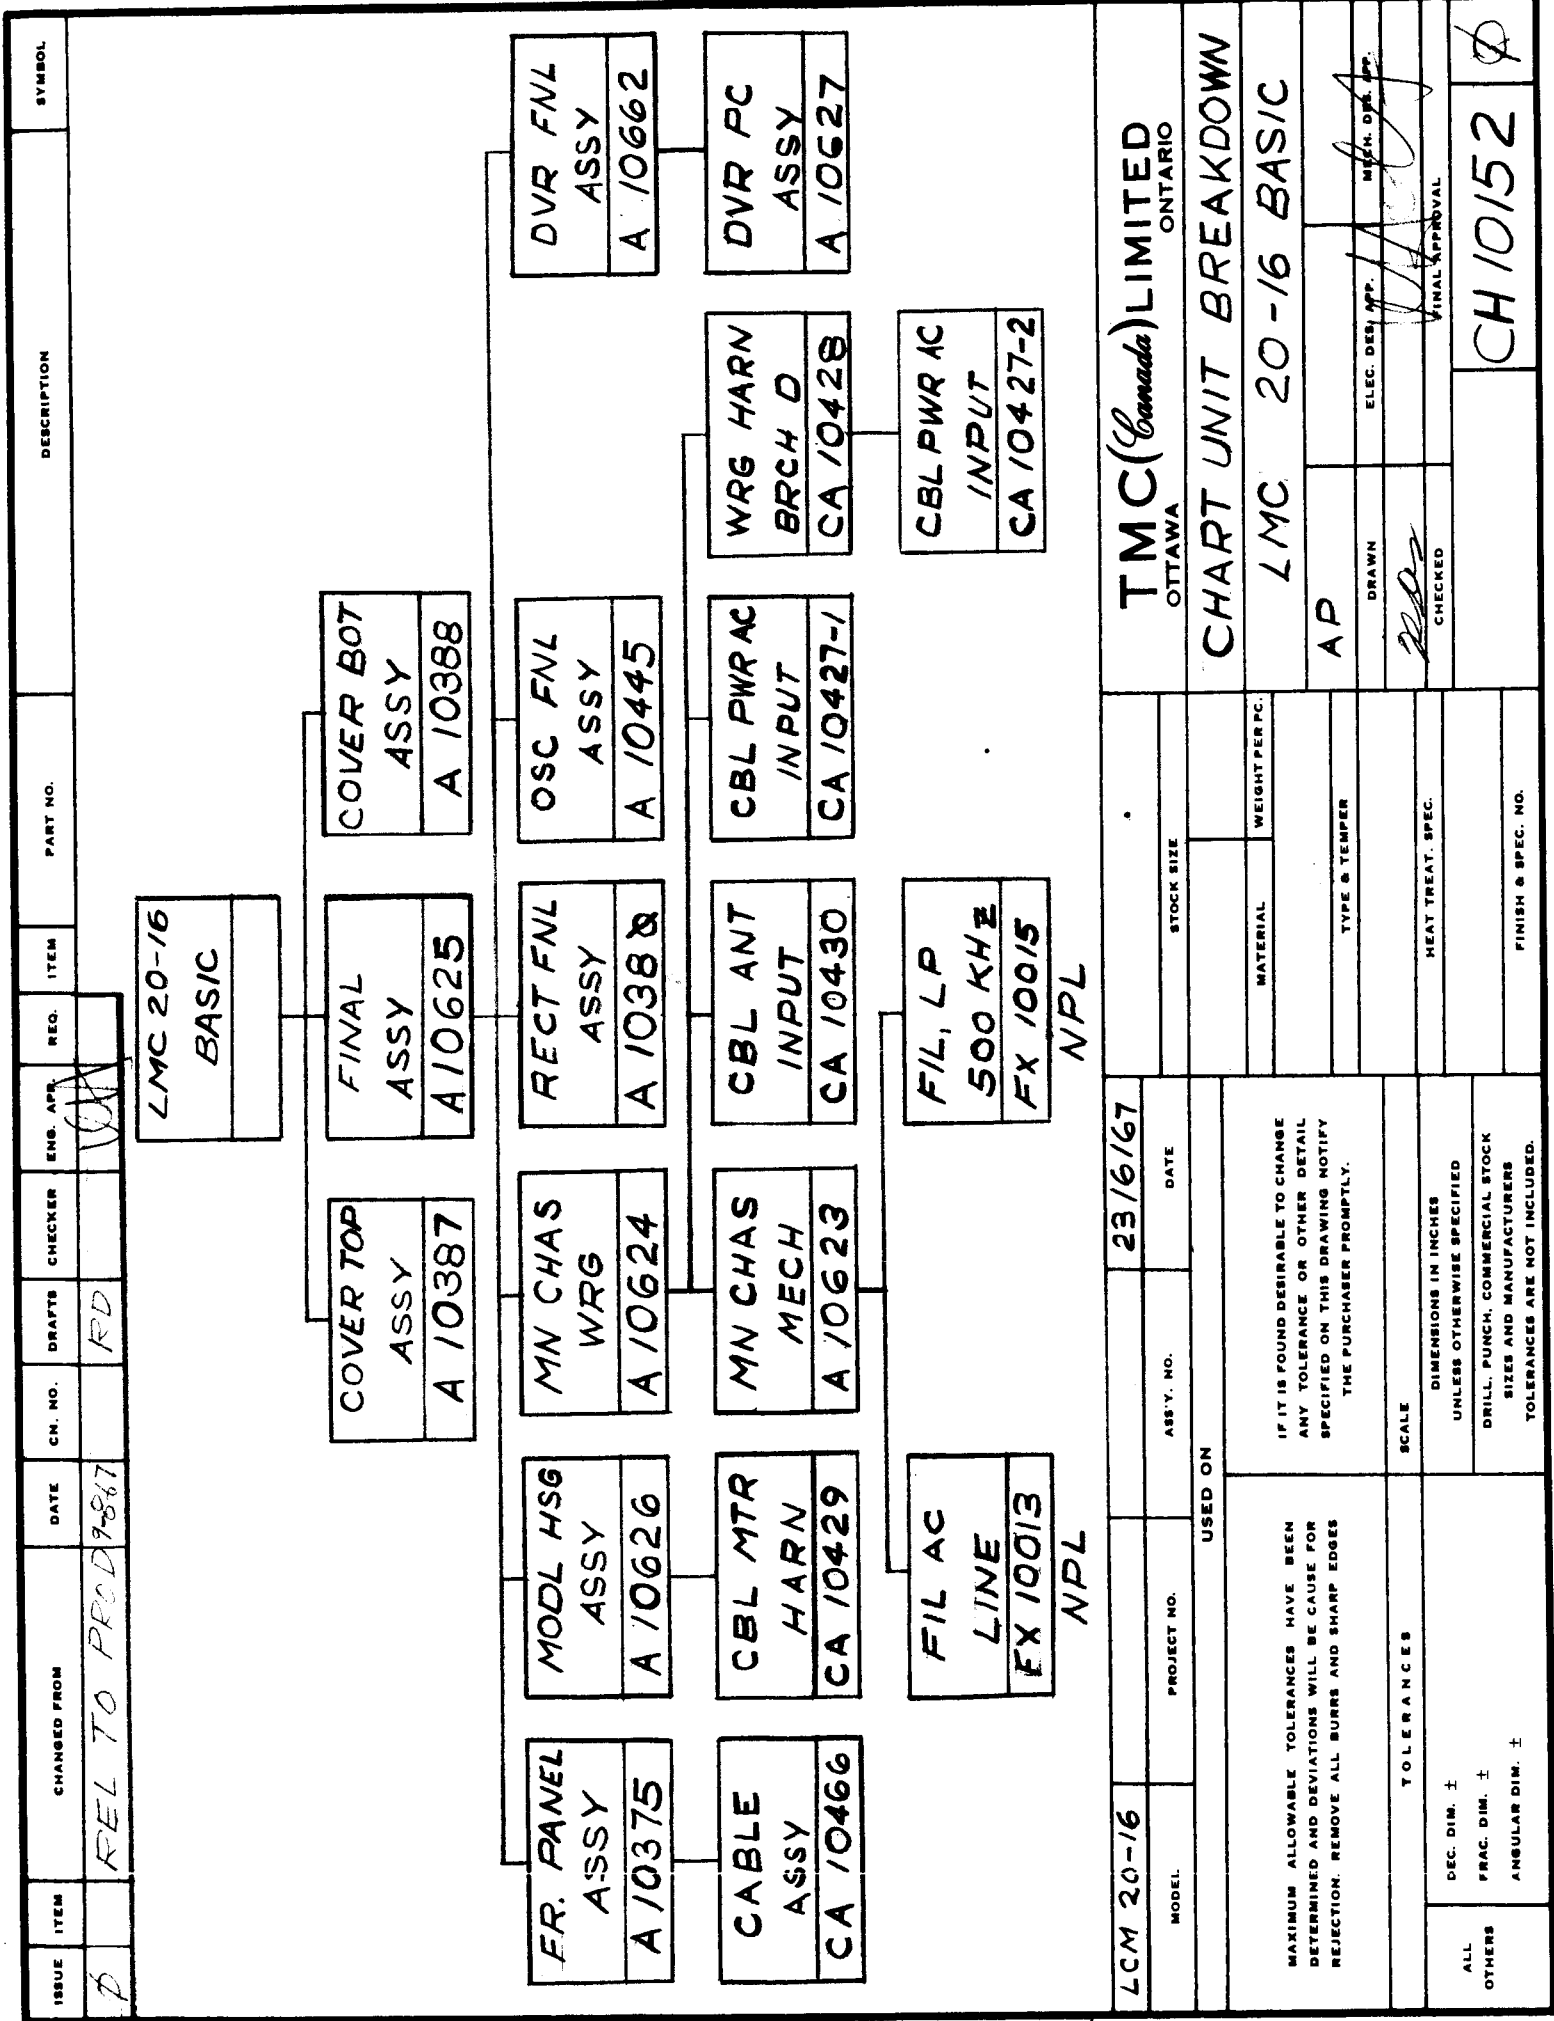 SYMBOL
DESCRIPTION
PART NO.
ITEM
REQ.
ENG. APR.
CHECKER
DRAFTS
CN. NO.
DATE
CHANGED FROM
ITEM
ISSUE
Ø REL TO PROD 9-8-67 RD
LMC 20-16
BASIC
COVER TOP
ASSY
A 10387
FINAL
ASSY
A 10625
COVER BOT
ASSY
A 10388
FR. PANEL
ASSY
A 10375
MODL HSG
ASSY
A 10626
MN CHAS
WRG
A 10624
RECT FNL
ASSY
OSC FNL
ASSY
A 10445
DVR FNL
ASSY
A 10662
CABLE
ASSY
CA 10466
CBL MTR
HARN
CA 10429
MN CHAS
MECH
A 10623
CBL ANT
INPUT
CA 10430
CBL PWR AC
INPUT
CA 10427-1
WRG HARN
BRCH D
CA 10428
DVR PC
ASSY
A 10627
FIL AC
LINE
FX 10013
NPL
FIL, LP
500 KHZ
FX 10015
NPL
CBL PWR AC
INPUT
CA 10427-2
LCM 20-16
23/6/67
MODEL
PROJECT NO.
ASS'Y. NO.
DATE
USED ON
MAXIMUM ALLOWABLE TOLERANCES HAVE BEEN
DETERMINED AND DEVIATIONS WILL BE CAUSE FOR
REJECTION. REMOVE ALL BURRS AND SHARP EDGES
IF IT IS FOUND DESIRABLE TO CHANGE
ANY TOLERANCE OR OTHER DETAIL
SPECIFIED ON THIS DRAWING NOTIFY
THE PURCHASER PROMPTLY.
TOLERANCES
SCALE
ALL
OTHERS
DEC. DIM. ±
FRAC. DIM. ±
ANGULAR DIM. ±
DIMENSIONS IN INCHES
UNLESS OTHERWISE SPECIFIED
DRILL, PUNCH, COMMERCIAL STOCK
SIZES AND MANUFACTURERS
TOLERANCES ARE NOT INCLUDED.
STOCK SIZE
MATERIAL
WEIGHT PER PC.
TYPE & TEMPER
HEAT TREAT. SPEC.
FINISH & SPEC. NO.
TMC (Canada) LIMITED
OTTAWA ONTARIO
CHART UNIT BREAKDOWN
LMC 20-16 BASIC
AP
DRAWN
ELEC. DES. APP.
MECH. DES. APP.
CHECKED
FINAL APPROVAL
CH 10152
Ø